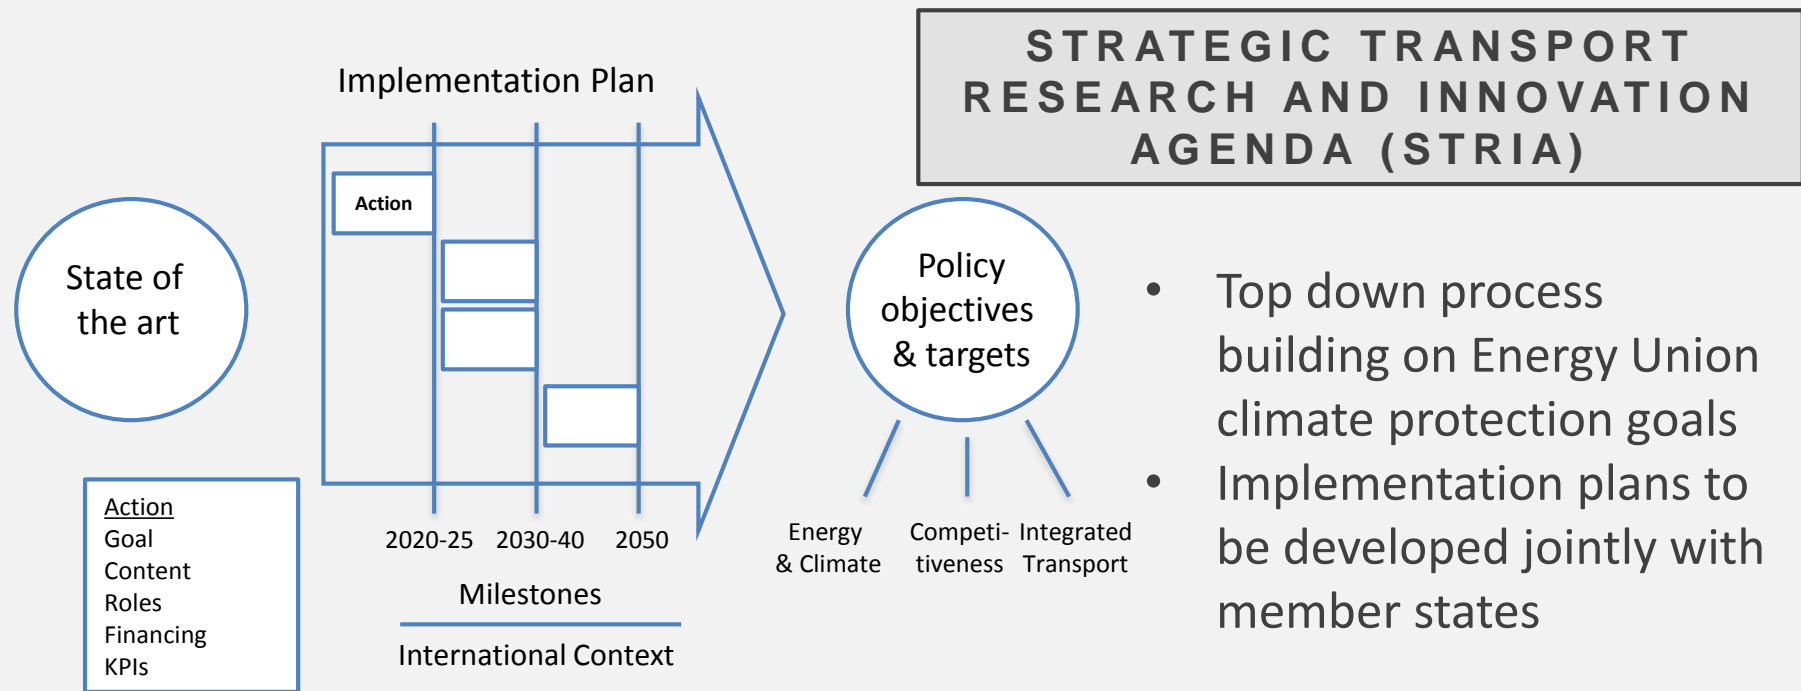 STRATEGIC TRANSPORT
RESEARCH AND INNOVATION
AGENDA (STRIA)
Implementation Plan
Action
State of
the art
Policy
objectives
& targets
2020-25
2030-40
2050
Milestones
International Context
Action
Goal
Content
Roles
Financing
KPIs
Energy
& Climate
Competi-
tiveness
Integrated
Transport
• Top down process
building on Energy Union
climate protection goals
• Implementation plans to
be developed jointly with
member states